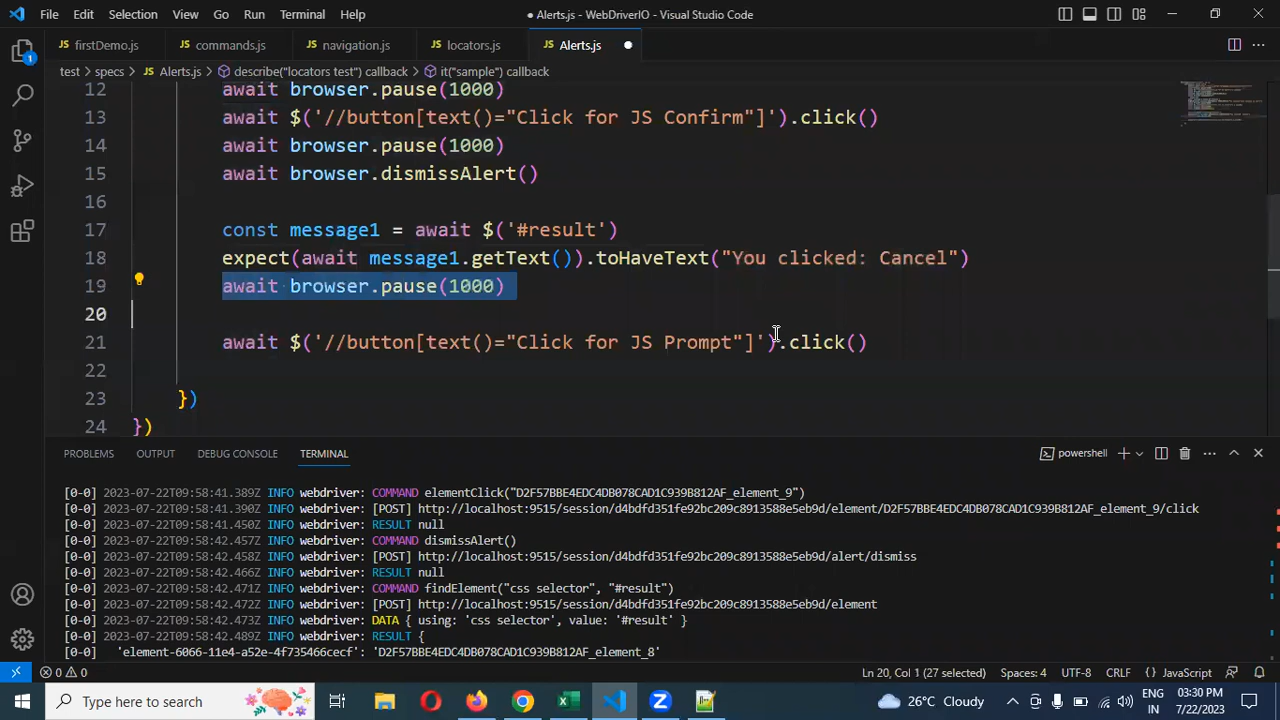 File Edit Selection View Go Run Terminal Help ● Alerts.js - WebDriverIO - Visual Studio Code
JS firstDemo.js JS commands.js JS navigation.js JS locators.js JS Alerts.js ●
test > specs > JS Alerts.js > describe("locators test") callback > it("sample") callback
12 await browser.pause(1000)
13 await $('//button[text()="Click for JS Confirm"]').click()
14 await browser.pause(1000)
15 await browser.dismissAlert()
16
17 const message1 = await $('#result')
18 expect(await message1.getText()).toHaveText("You clicked: Cancel")
19 await browser.pause(1000)
20
21 await $('//button[text()="Click for JS Prompt"]').click()
22
23 })
24 })
PROBLEMS OUTPUT DEBUG CONSOLE TERMINAL powershell
[0-0] 2023-07-22T09:58:41.389Z INFO webdriver: COMMAND elementClick("D2F57BBE4EDC4DB078CAD1C939B812AF_element_9")
[0-0] 2023-07-22T09:58:41.390Z INFO webdriver: [POST] http://localhost:9515/session/d4bdfd351fe92bc209c8913588e5eb9d/element/D2F57BBE4EDC4DB078CAD1C939B812AF_element_9/click
[0-0] 2023-07-22T09:58:41.450Z INFO webdriver: RESULT null
[0-0] 2023-07-22T09:58:42.457Z INFO webdriver: COMMAND dismissAlert()
[0-0] 2023-07-22T09:58:42.458Z INFO webdriver: [POST] http://localhost:9515/session/d4bdfd351fe92bc209c8913588e5eb9d/alert/dismiss
[0-0] 2023-07-22T09:58:42.466Z INFO webdriver: RESULT null
[0-0] 2023-07-22T09:58:42.471Z INFO webdriver: COMMAND findElement("css selector", "#result")
[0-0] 2023-07-22T09:58:42.472Z INFO webdriver: [POST] http://localhost:9515/session/d4bdfd351fe92bc209c8913588e5eb9d/element
[0-0] 2023-07-22T09:58:42.473Z INFO webdriver: DATA { using: 'css selector', value: '#result' }
[0-0] 2023-07-22T09:58:42.489Z INFO webdriver: RESULT {
'element-6066-11e4-a52e-4f735466cecf': 'D2F57BBE4EDC4DB078CAD1C939B812AF_element_8'
0 0 Ln 20, Col 1 (27 selected) Spaces: 4 UTF-8 CRLF { } JavaScript
Type here to search 26°C Cloudy ENG 03:30 PM
IN 7/22/2023